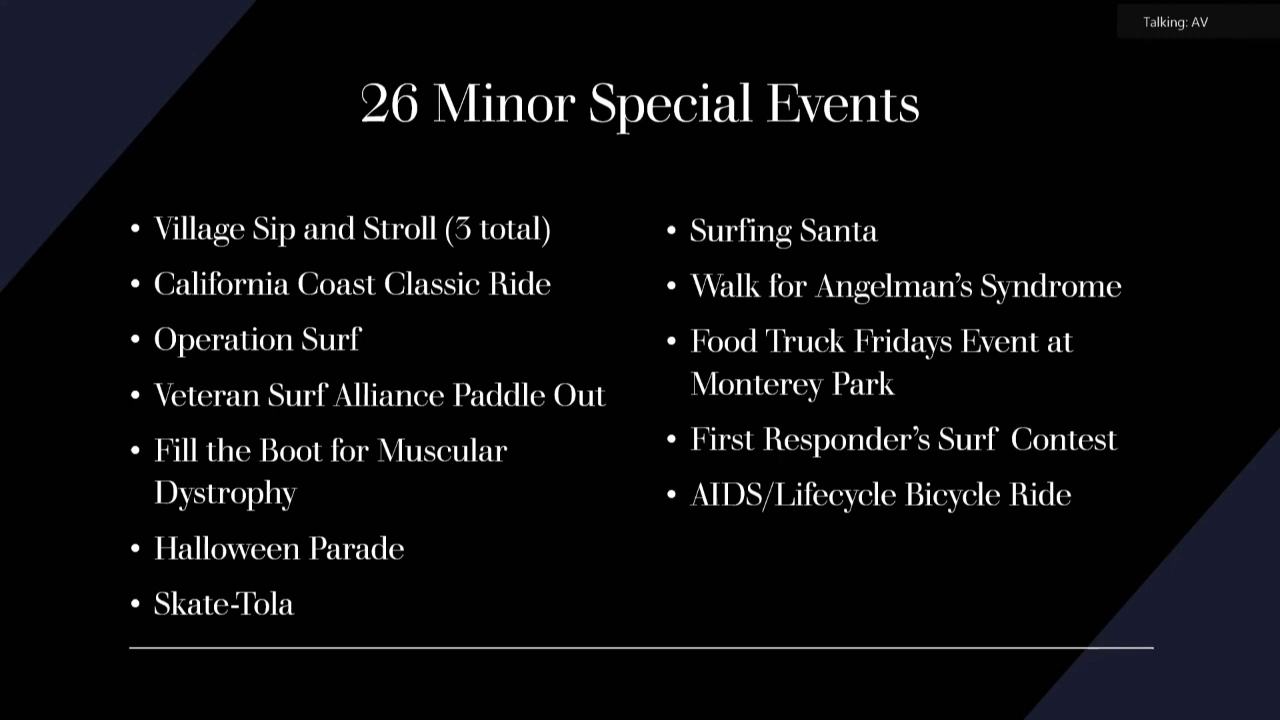 Talking: AV
26 Minor Special Events
• Village Sip and Stroll (3 total)
• California Coast Classic Ride
• Operation Surf
• Veteran Surf Alliance Paddle Out
• Fill the Boot for Muscular
Dystrophy
• Halloween Parade
• Skate-Tola
• Surfing Santa
• Walk for Angelman’s Syndrome
• Food Truck Fridays Event at
Monterey Park
• First Responder’s Surf Contest
• AIDS/Lifecycle Bicycle Ride